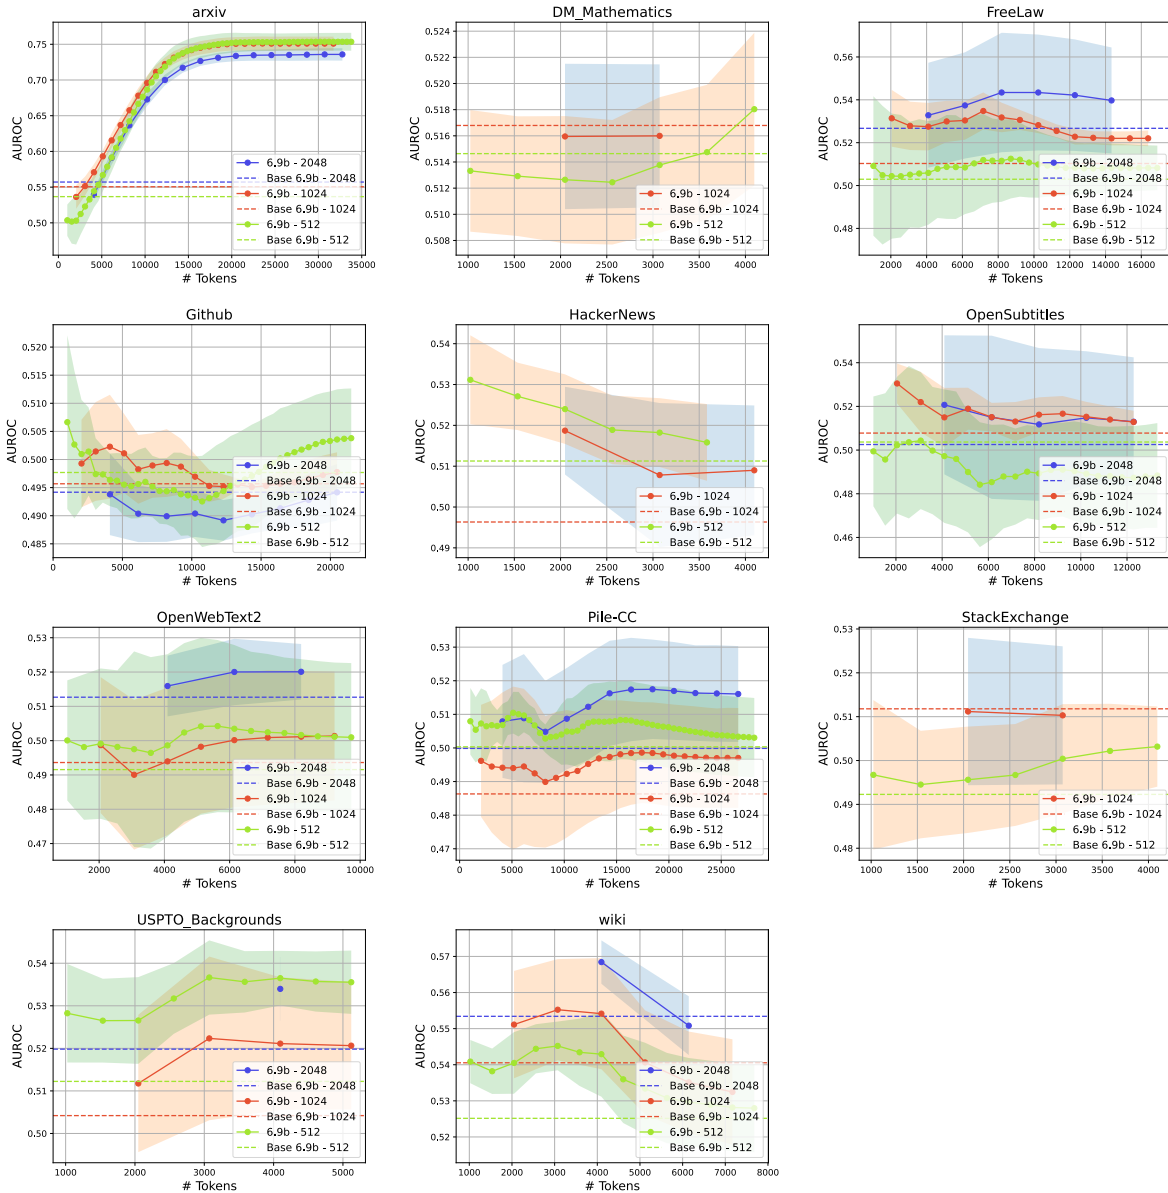 arxiv
0.75
0.70
0.65
0.60
0.55
0.50
AUROC
6.9b - 2048
Base 6.9b - 2048
6.9b - 1024
Base 6.9b - 1024
6.9b - 512
Base 6.9b - 512
0 5000 10000 15000 20000 25000 30000 35000
# Tokens
DM_Mathematics
0.524
0.522
0.520
0.518
0.516
0.514
0.512
0.510
0.508
AUROC
6.9b - 1024
Base 6.9b - 1024
6.9b - 512
Base 6.9b - 512
1000 1500 2000 2500 3000 3500 4000
# Tokens
FreeLaw
0.56
0.54
0.52
0.50
0.48
AUROC
6.9b - 2048
Base 6.9b - 2048
6.9b - 1024
Base 6.9b - 1024
6.9b - 512
Base 6.9b - 512
2000 4000 6000 8000 10000 12000 14000 16000
# Tokens
Github
0.520
0.515
0.510
0.505
0.500
0.495
0.490
0.485
AUROC
6.9b - 2048
Base 6.9b - 2048
6.9b - 1024
Base 6.9b - 1024
6.9b - 512
Base 6.9b - 512
0 5000 10000 15000 20000
# Tokens
HackerNews
0.54
0.53
0.52
0.51
0.50
0.49
AUROC
6.9b - 1024
Base 6.9b - 1024
6.9b - 512
Base 6.9b - 512
1000 1500 2000 2500 3000 3500 4000
# Tokens
OpenSubtitles
0.54
0.52
0.50
0.48
0.46
AUROC
6.9b - 2048
Base 6.9b - 2048
6.9b - 1024
Base 6.9b - 1024
6.9b - 512
Base 6.9b - 512
2000 4000 6000 8000 10000 12000
# Tokens
OpenWebText2
0.53
0.52
0.51
0.50
0.49
0.48
0.47
AUROC
6.9b - 2048
Base 6.9b - 2048
6.9b - 1024
Base 6.9b - 1024
6.9b - 512
Base 6.9b - 512
2000 4000 6000 8000 10000
# Tokens
Pile-CC
0.53
0.52
0.51
0.50
0.49
0.48
0.47
AUROC
6.9b - 2048
Base 6.9b - 2048
6.9b - 1024
Base 6.9b - 1024
6.9b - 512
Base 6.9b - 512
0 5000 10000 15000 20000 25000
# Tokens
StackExchange
0.53
0.52
0.51
0.50
0.49
0.48
AUROC
6.9b - 1024
Base 6.9b - 1024
6.9b - 512
Base 6.9b - 512
1000 1500 2000 2500 3000 3500 4000
# Tokens
USPTO_Backgrounds
0.54
0.53
0.52
0.51
0.50
AUROC
6.9b - 2048
Base 6.9b - 2048
6.9b - 1024
Base 6.9b - 1024
6.9b - 512
Base 6.9b - 512
1000 2000 3000 4000 5000
# Tokens
wiki
0.57
0.56
0.55
0.54
0.53
0.52
AUROC
6.9b - 2048
Base 6.9b - 2048
6.9b - 1024
Base 6.9b - 1024
6.9b - 512
Base 6.9b - 512
1000 2000 3000 4000 5000 6000 7000 8000
# Tokens